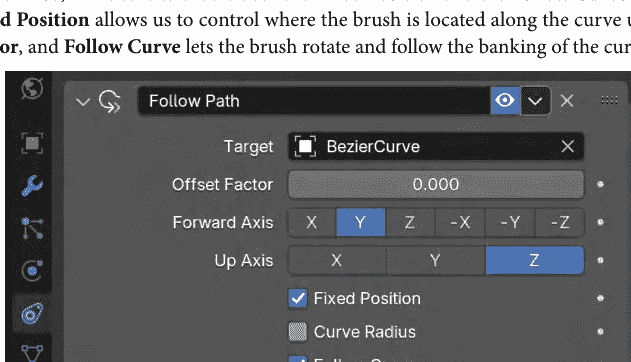 d Position allows us to control where the brush is located along the curve u
or, and Follow Curve lets the brush rotate and follow the banking of the cur
Follow Path
Target BezierCurve
Offset Factor 0.000
Forward Axis X Y Z -X -Y -Z
Up Axis X Y Z
Fixed Position
Curve Radius